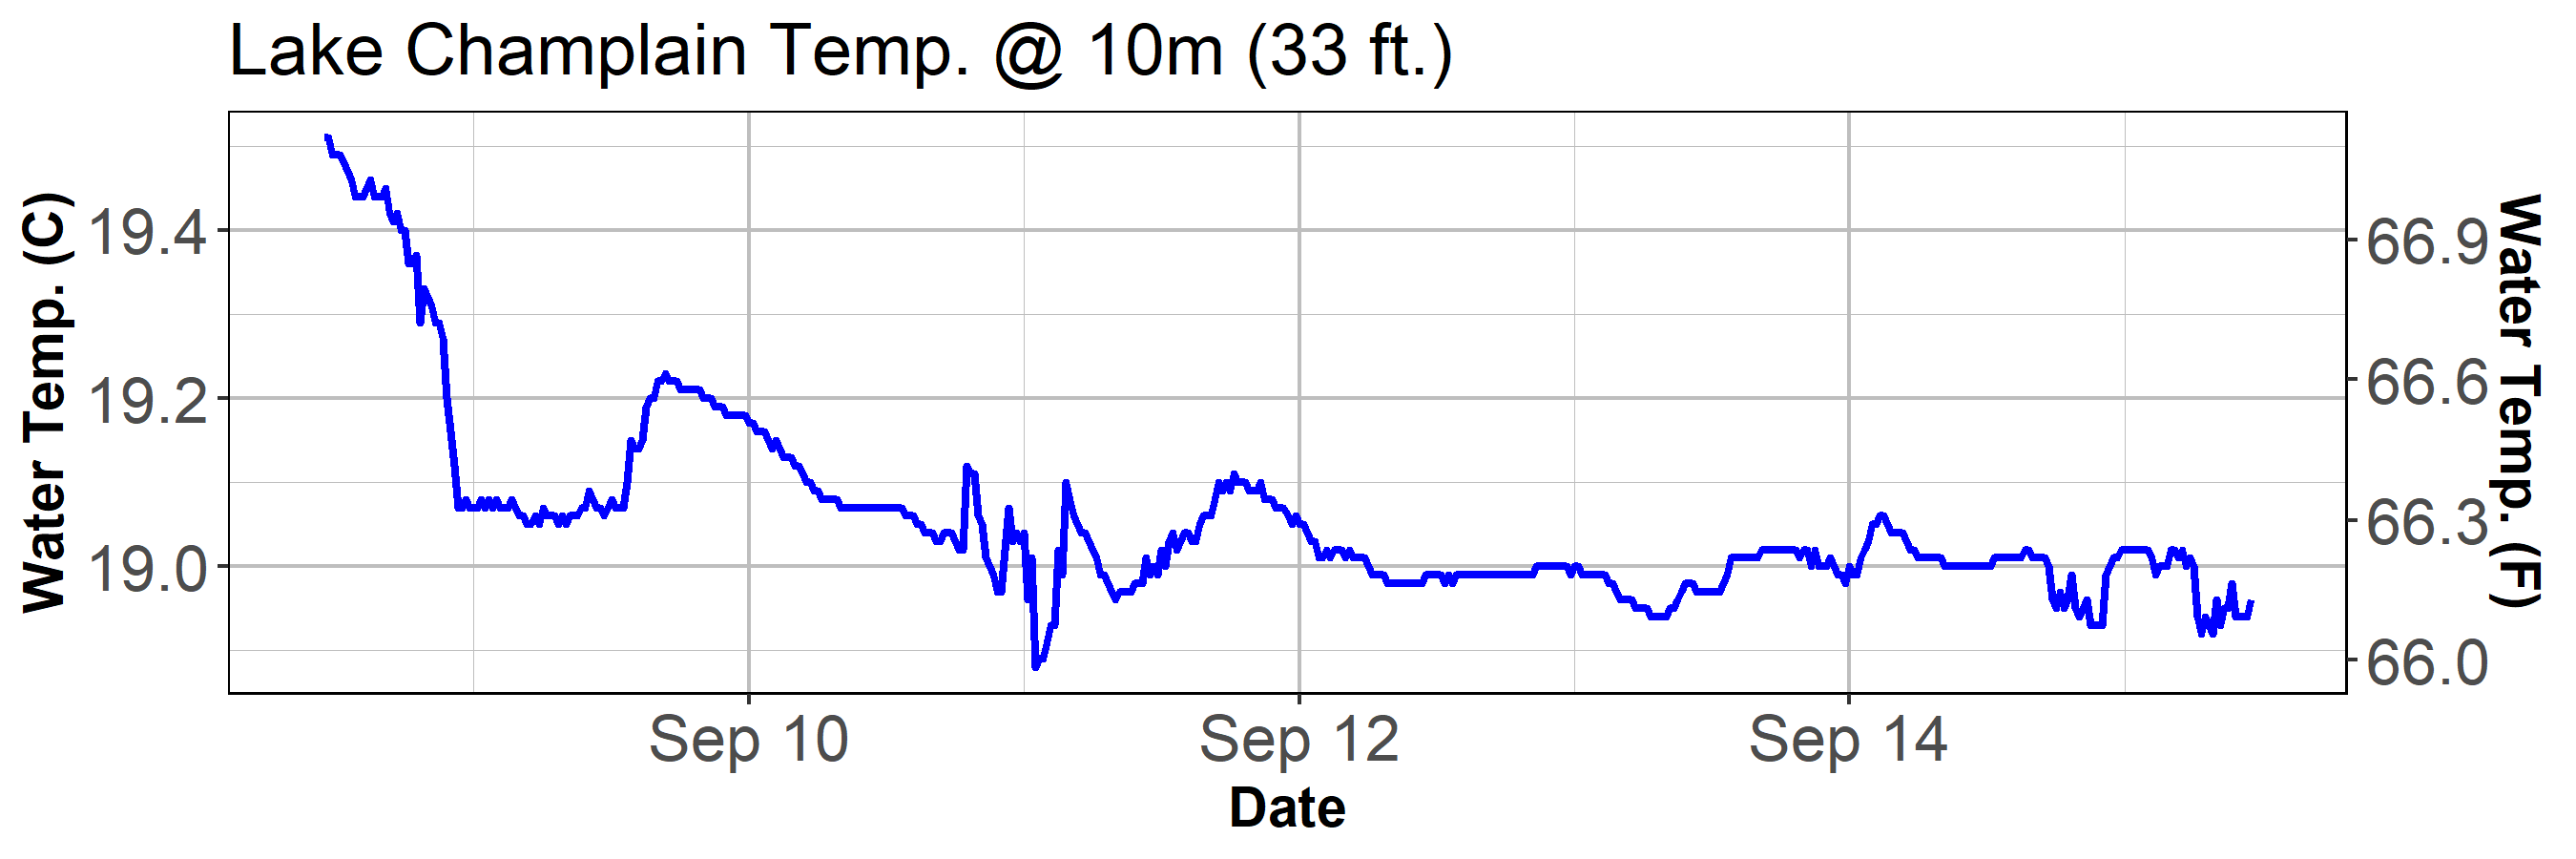 Lake Champlain Temp. @ 10m (33 ft.)
Water Temp. (C)
19.4
19.2
19.0
66.9
66.6
66.3
66.0
Water Temp. (F)
Sep 10
Sep 12
Sep 14
Date